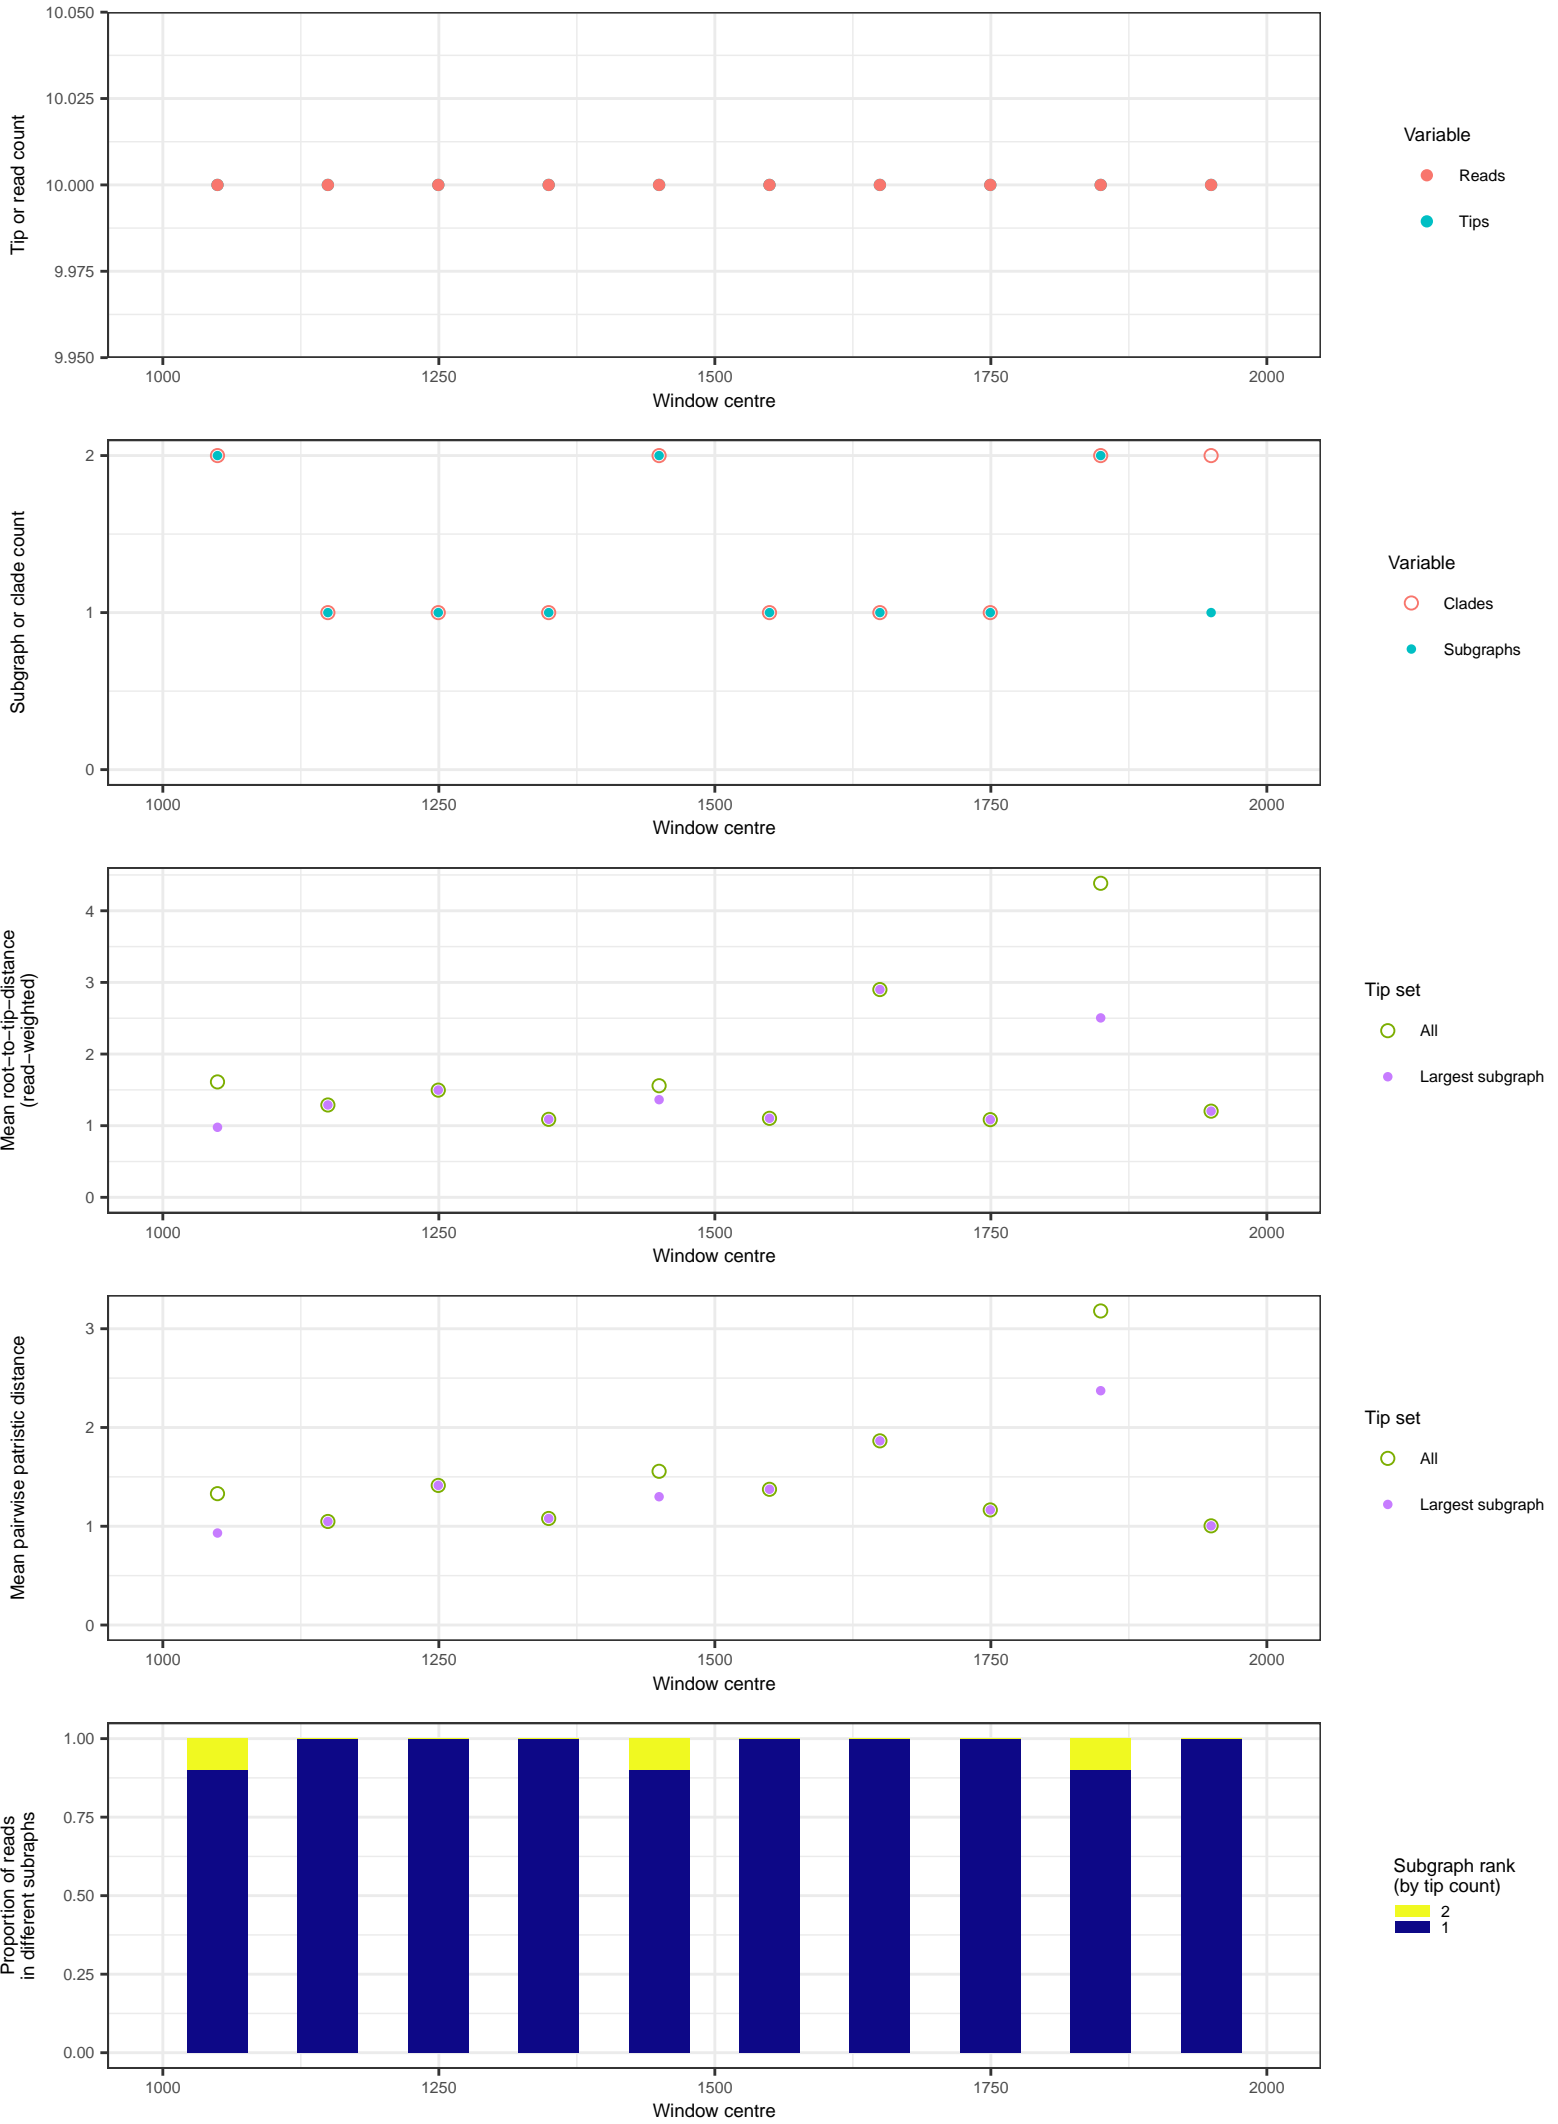 10.050
10.025
10.000
9.975
9.950
Tip or read count
1000 1250 1500 1750 2000
Window centre
Variable
Reads
Tips
2
1
0
Subgraph or clade count
1000 1250 1500 1750 2000
Window centre
Variable
Clades
Subgraphs
4
3
2
1
0
Mean root−to−tip−distance
(read−weighted)
1000 1250 1500 1750 2000
Window centre
Tip set
All
Largest subgraph
3
2
1
0
Mean pairwise patristic distance
1000 1250 1500 1750 2000
Window centre
Tip set
All
Largest subgraph
1.00
0.75
0.50
0.25
0.00
Proportion of reads
in different subraphs
1000 1250 1500 1750 2000
Window centre
Subgraph rank
(by tip count)
2
1